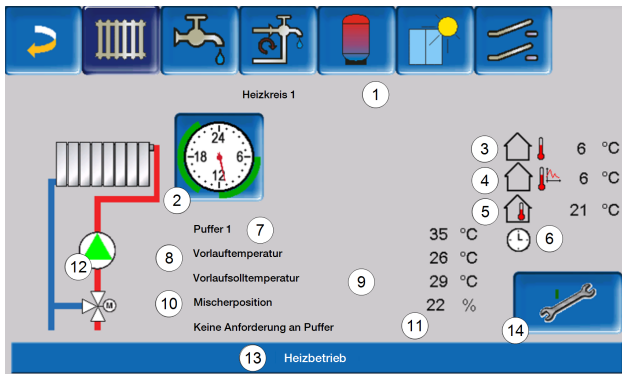 Heizkreis 1
1
24
18
6
12
2
3
6 °C
4
6 °C
5
21 °C
6
Puffer 1
7
35 °C
8
Vorlauftemperatur
26 °C
Vorlaufsolltemperatur
9
29 °C
10
Mischerposition
22 %
Keine Anforderung an Puffer
11
12
M
14
13
Heizbetrieb